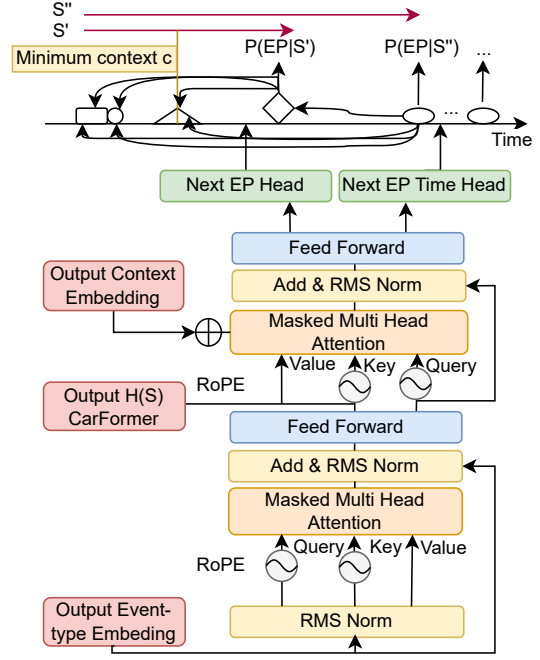 S''
S'
Minimum context c
P(EP|S')
P(EP|S'')
...
...
Time
Next EP Head
Next EP Time Head
Feed Forward
Output Context
Embedding
Add & RMS Norm
Masked Multi Head
Attention
Value
Key
Query
RoPE
Output H(S)
CarFormer
Feed Forward
Add & RMS Norm
Masked Multi Head
Attention
Query
Key
Value
RoPE
Output Event-
type Embeding
RMS Norm